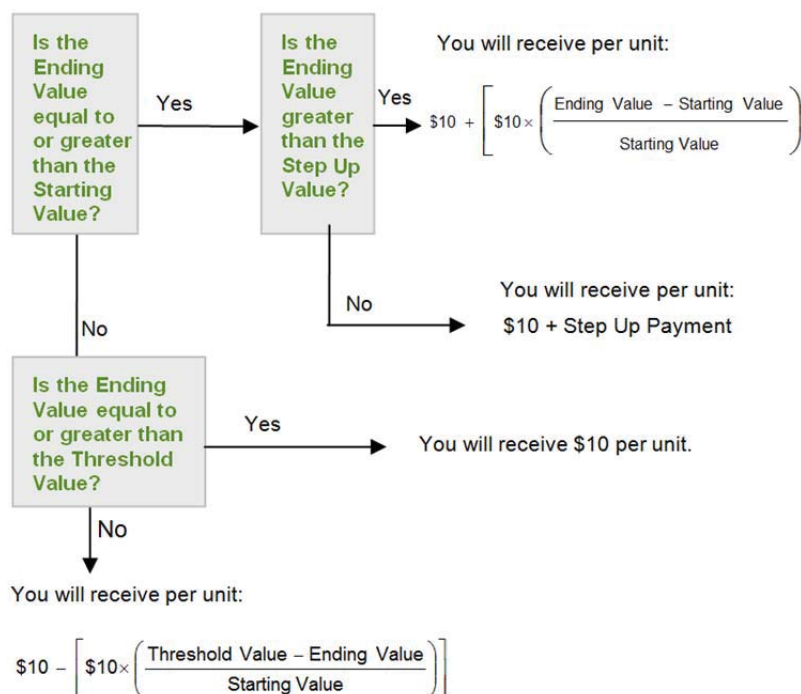 Is the
Ending
Value
equal to
or greater
than the
Starting
Value?
Yes
Is the
Ending
Value
greater
than the
Step Up
Value?
Yes
You will receive per unit:
$10 + [ $10× ( Ending Value – Starting Value
Starting Value )
No
You will receive per unit:
$10 + Step Up Payment
No
Is the Ending
Value equal to
or greater than
the Threshold
Value?
Yes
You will receive $10 per unit.
No
You will receive per unit:
$10 – [ $10× ( Threshold Value – Ending Value
Starting Value ) ]